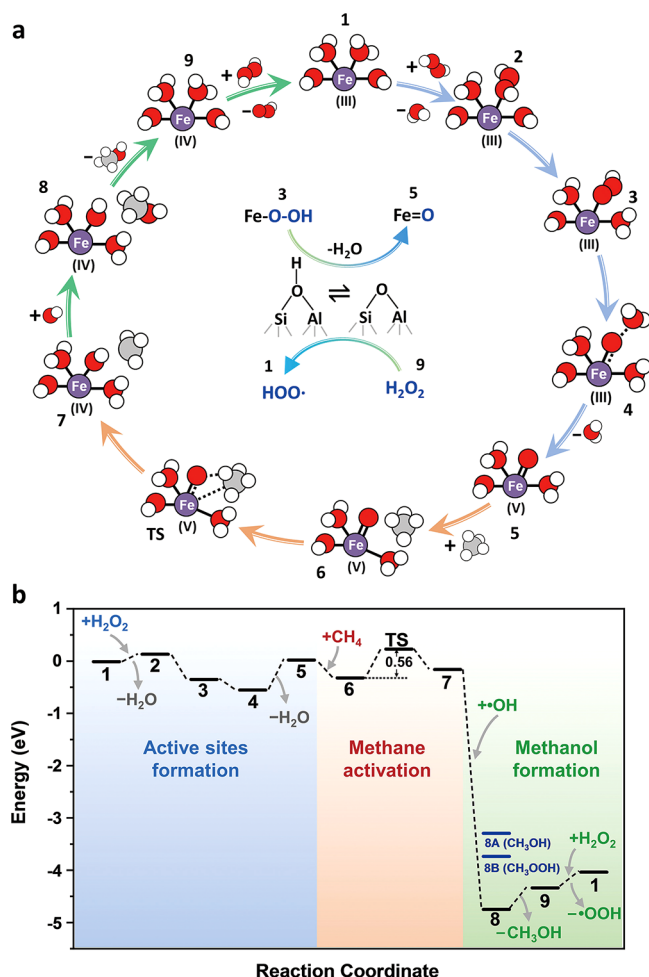 a
1
Fe
(III)
+
−
2
Fe
(III)
3
Fe
(III)
4
Fe
(III)
−
5
Fe
(V)
+
6
Fe
(V)
TS
Fe
(V)
7
Fe
(IV)
+
8
Fe
(IV)
−
9
Fe
(IV)
+
−
3
Fe-O-OH
5
Fe=O
-H₂O
H
O
Si Al
⇌
O
Si Al
1
HOO·
9
H₂O₂
b
Energy (eV)
1
0
-1
-2
-3
-4
-5
+H₂O₂
1
2
−H₂O
3
4
5
−H₂O
+CH₄
6
TS
0.56
7
Active sites
formation
Methane
activation
Methanol
formation
+•OH
8A (CH₃OH)
8B (CH₃OOH)
+H₂O₂
8
9
1
−CH₃OH
−•OOH
Reaction Coordinate